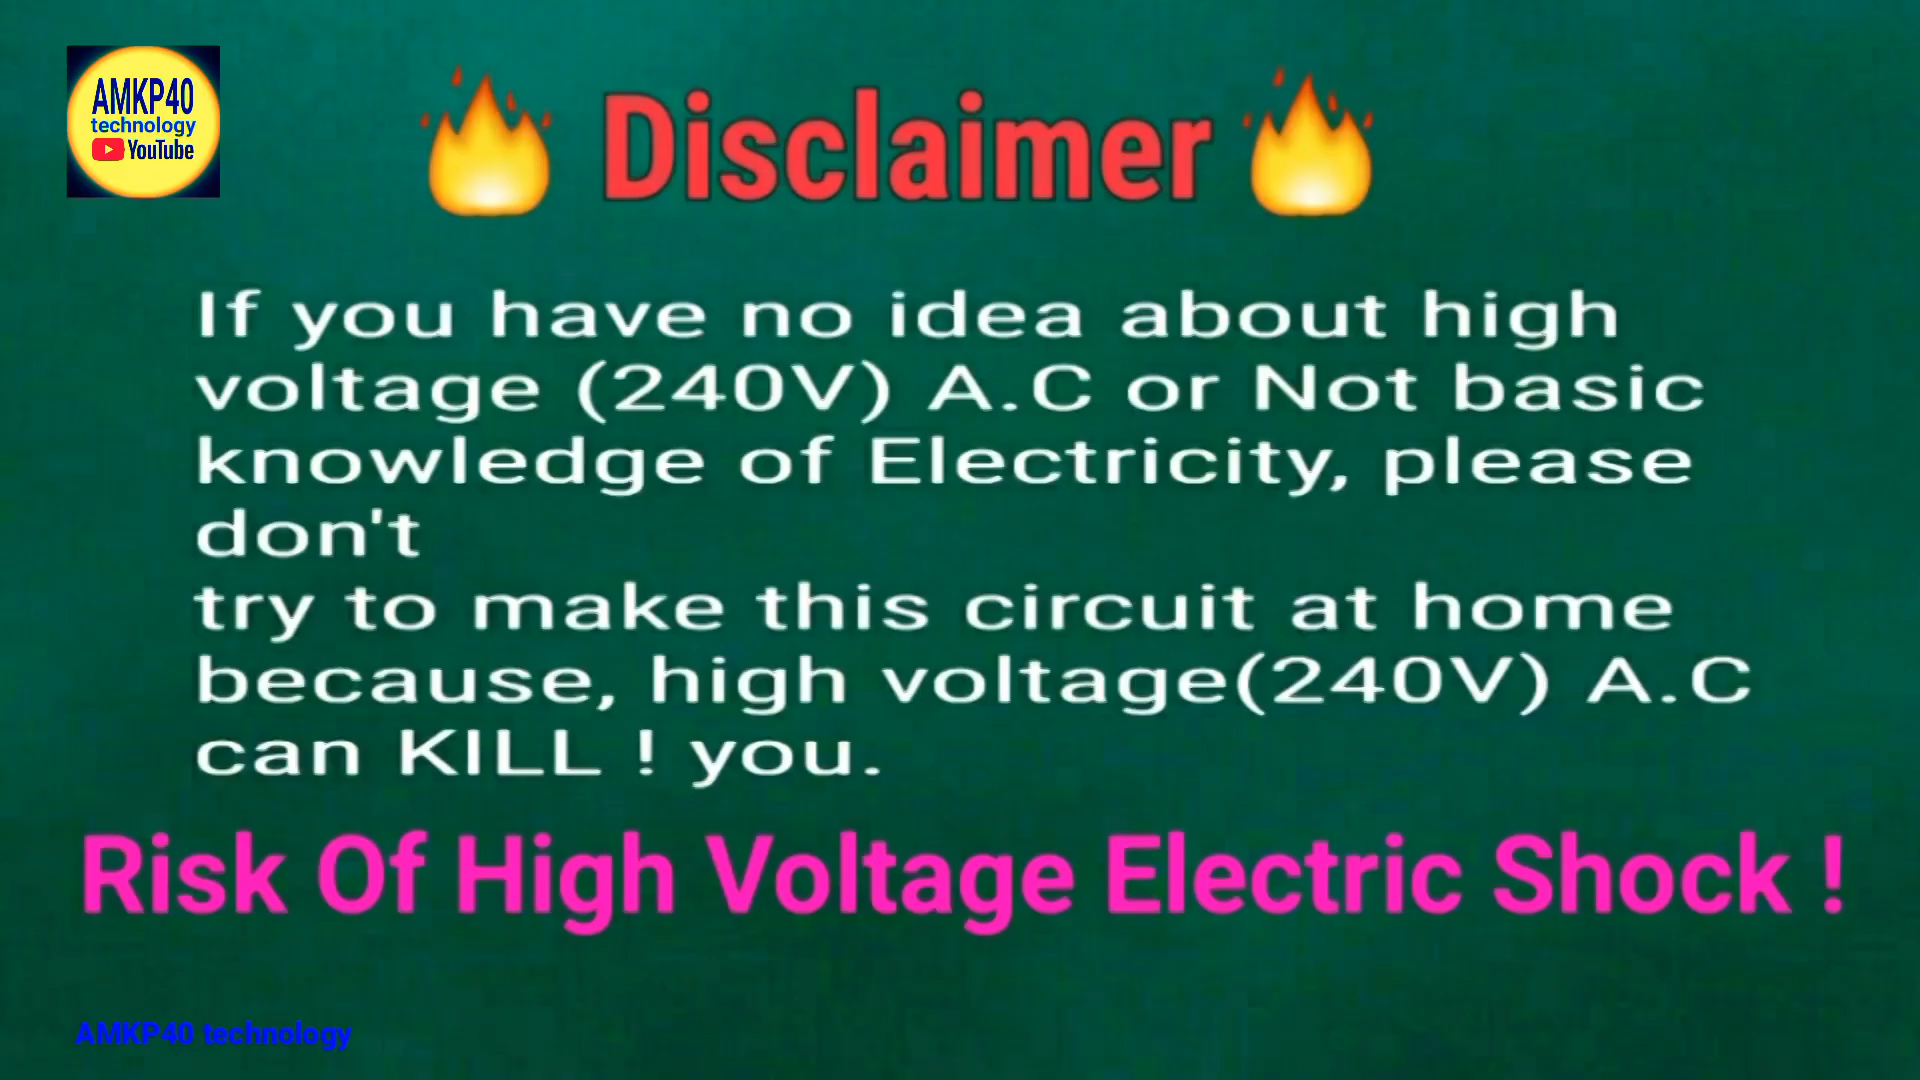 AMKP40
technology
YouTube
🔥 Disclaimer 🔥
If you have no idea about high
voltage (240V) A.C or Not basic
knowledge of Electricity, please
don't
try to make this circuit at home
because, high voltage(240V) A.C
can KILL ! you.
Risk Of High Voltage Electric Shock !
AMKP40 technology